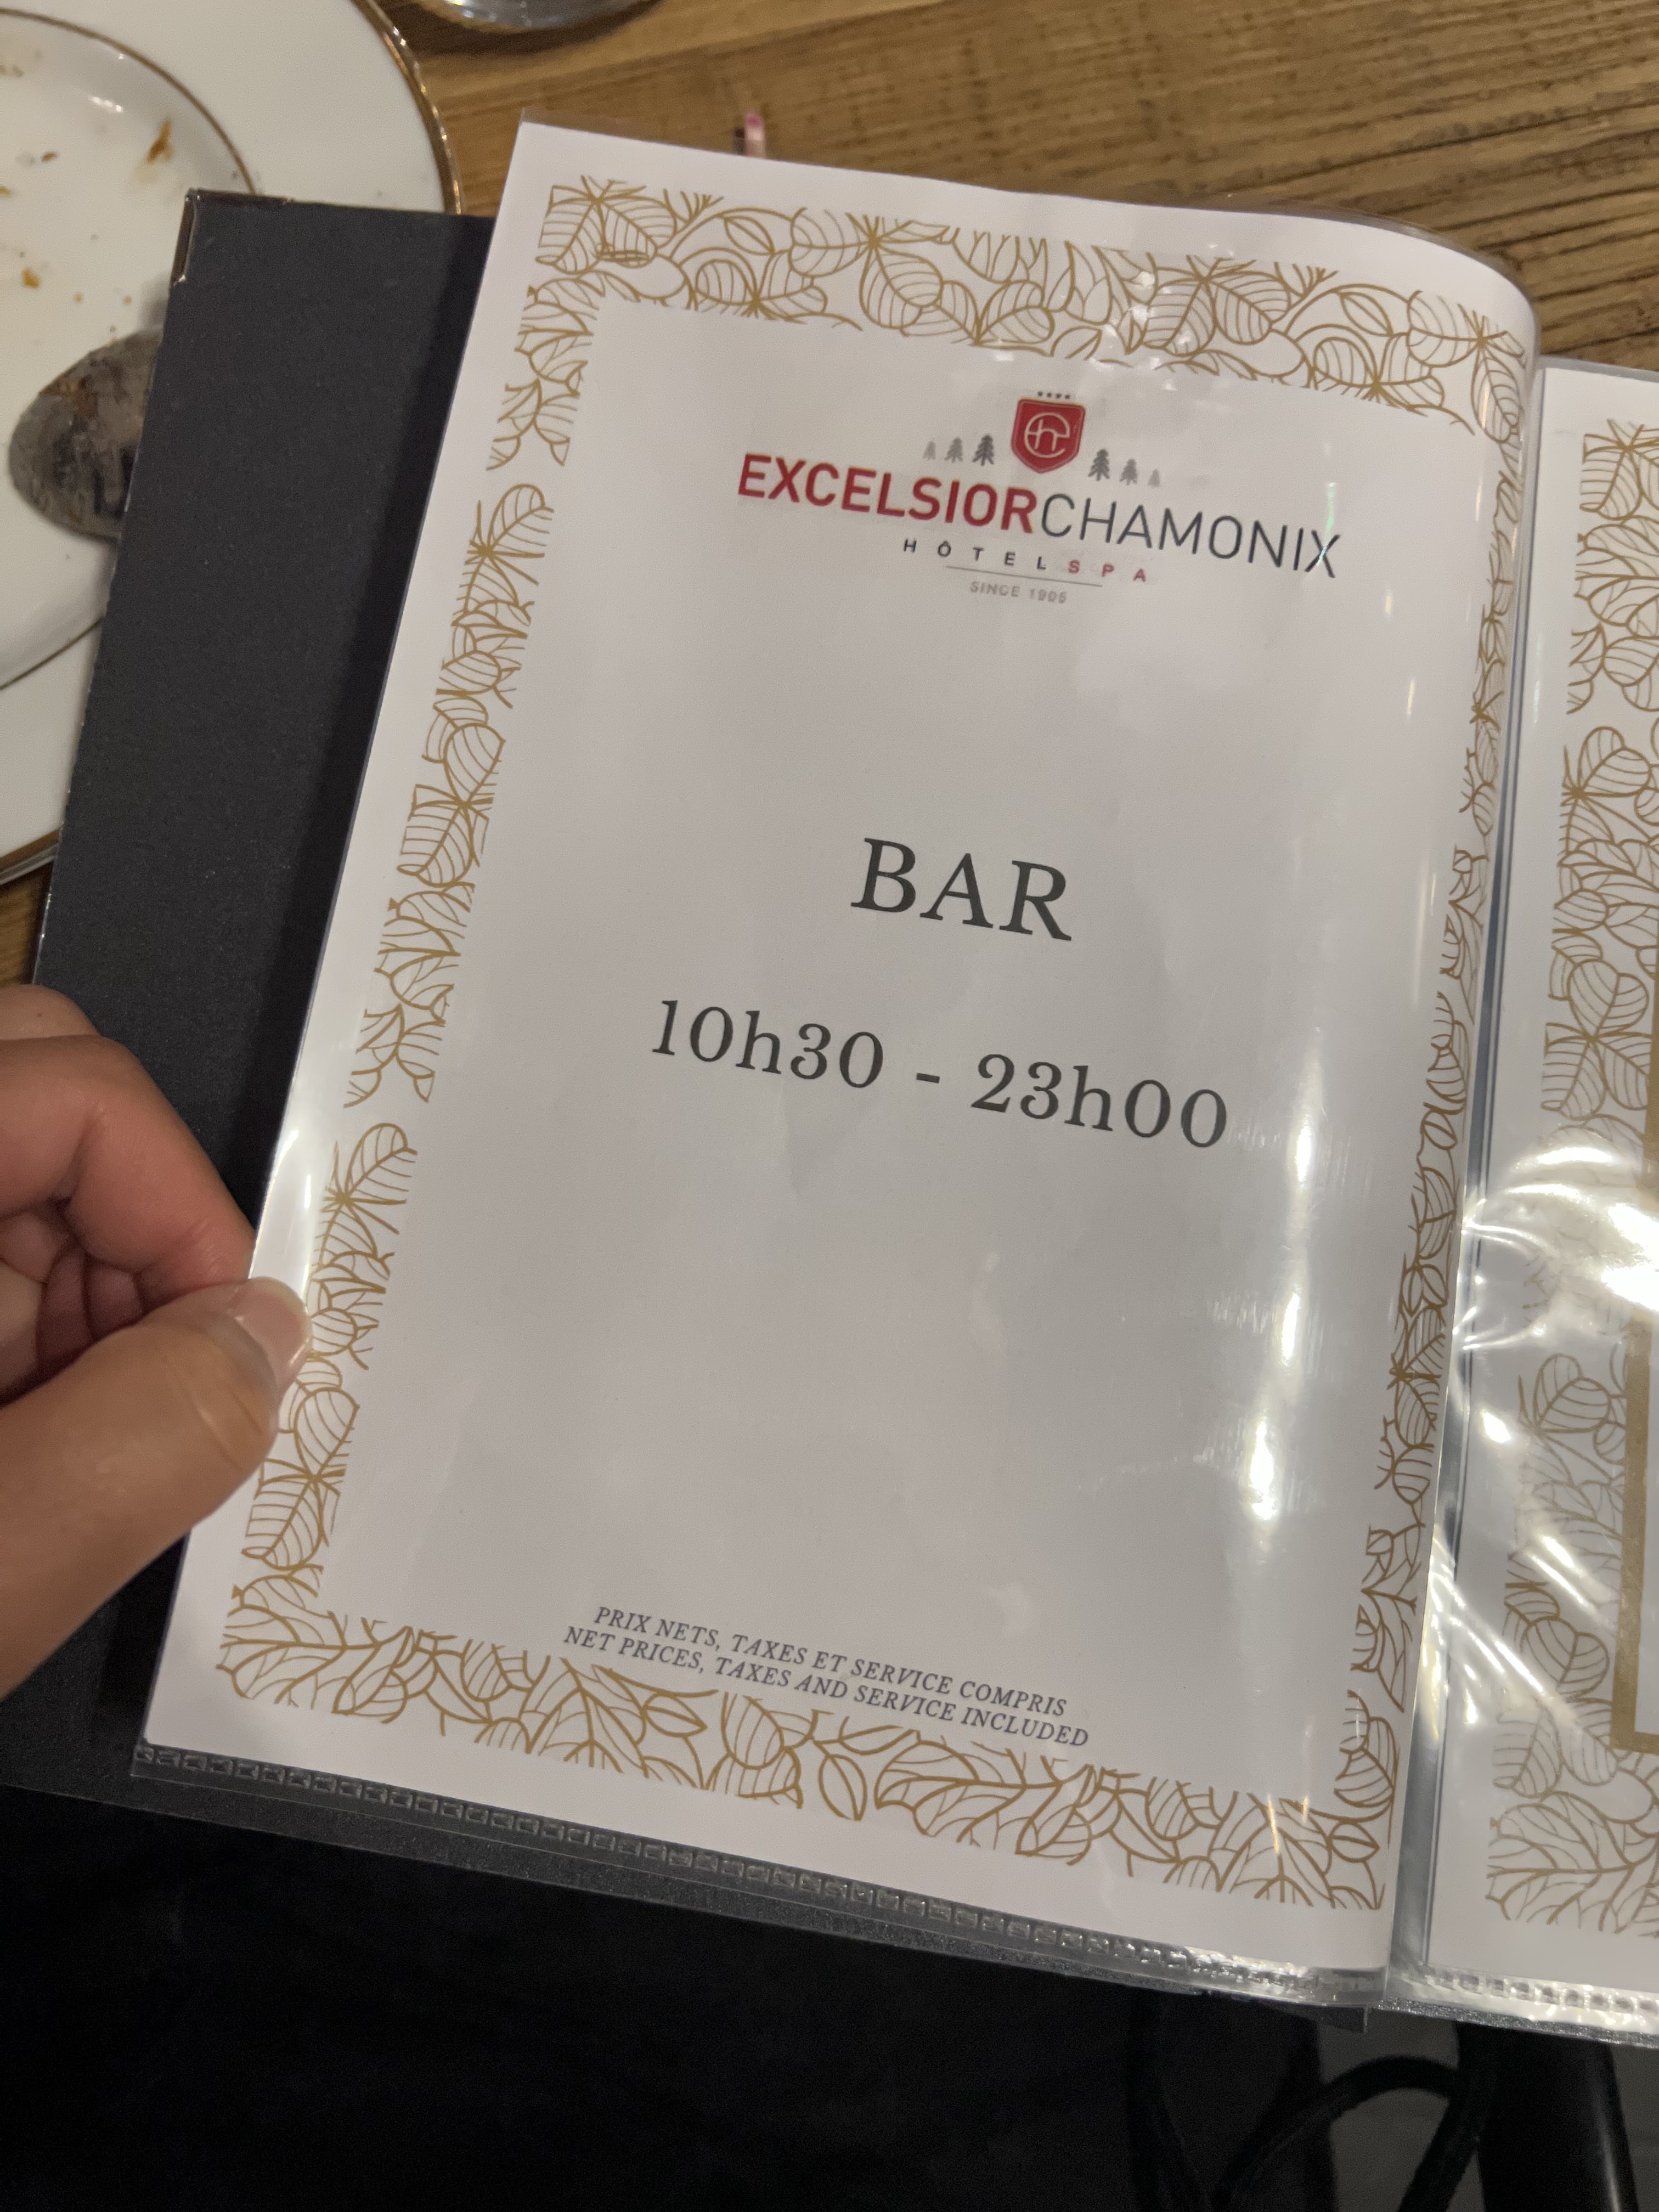 EXCELSIORCHAMONIX
HÔTELSPA
SINCE 1905
BAR
10h30 - 23h00
PRIX NETS, TAXES ET SERVICE COMPRIS
NET PRICES, TAXES AND SERVICE INCLUDED